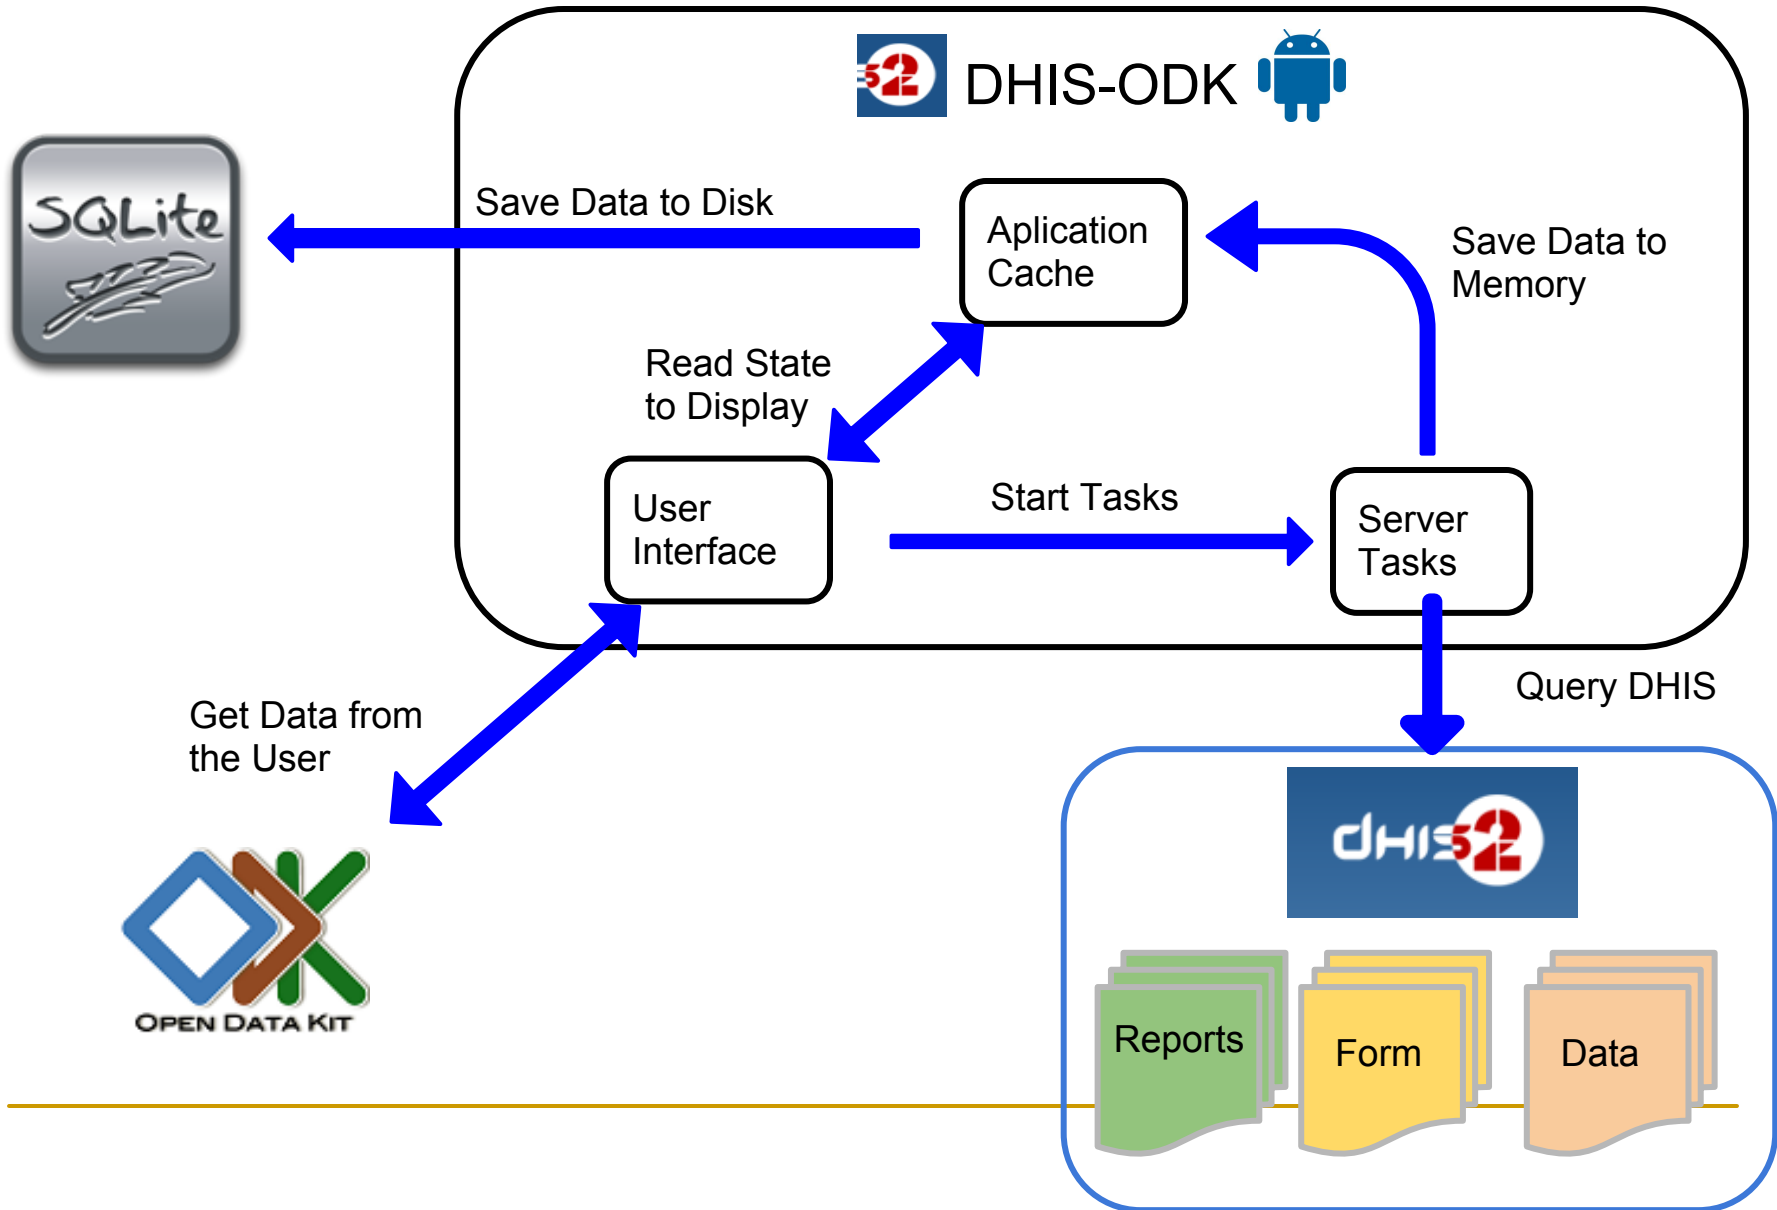 52 DHIS-ODK
SQLite
Save Data to Disk
Aplication
Cache
Save Data to
Memory
Read State
to Display
User
Interface
Start Tasks
Server
Tasks
Query DHIS
Get Data from
the User
OPEN DATA KIT
dHIS2
Reports
Form
Data